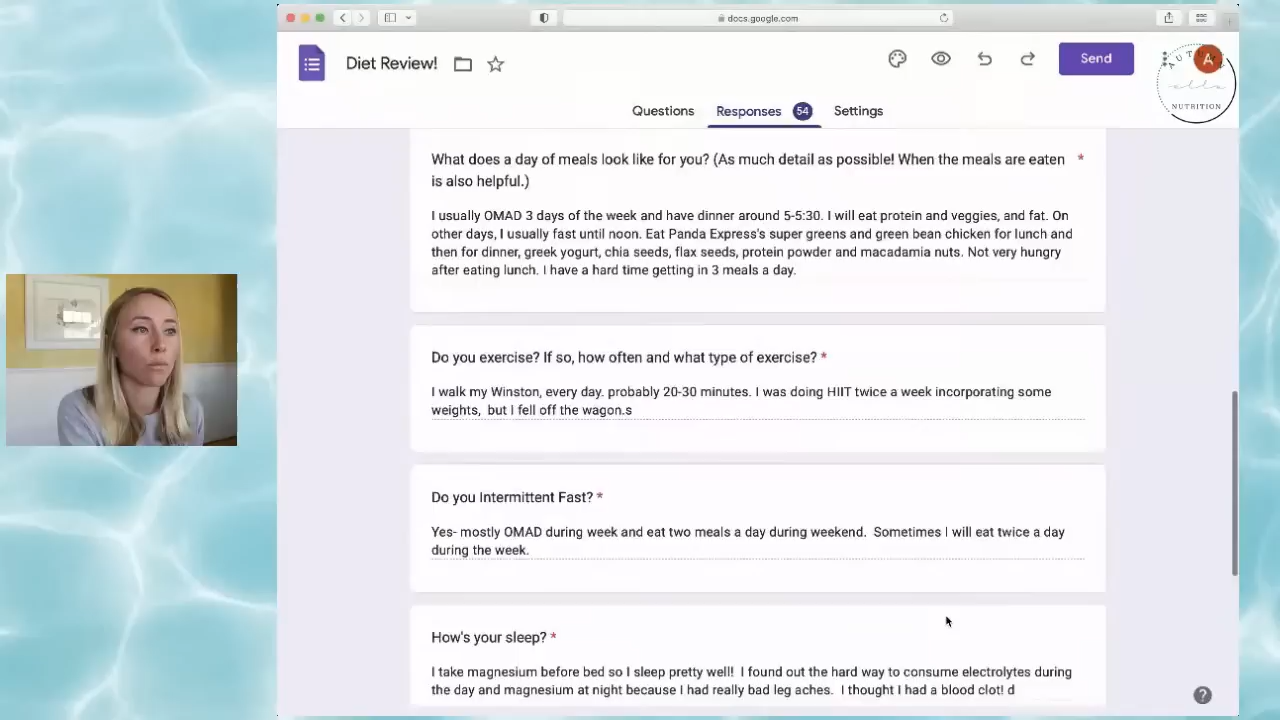 docs.google.com
Diet Review!
Send
A
AUTUMN
elle
NUTRITION
Questions Responses 54 Settings
What does a day of meals look like for you? (As much detail as possible! When the meals are eaten *
is also helpful.)
I usually OMAD 3 days of the week and have dinner around 5-5:30. I will eat protein and veggies, and fat. On
other days, I usually fast until noon. Eat Panda Express's super greens and green bean chicken for lunch and
then for dinner, greek yogurt, chia seeds, flax seeds, protein powder and macadamia nuts. Not very hungry
after eating lunch. I have a hard time getting in 3 meals a day.
Do you exercise? If so, how often and what type of exercise? *
I walk my Winston, every day. probably 20-30 minutes. I was doing HIIT twice a week incorporating some
weights, but I fell off the wagon.s
Do you Intermittent Fast? *
Yes- mostly OMAD during week and eat two meals a day during weekend. Sometimes I will eat twice a day
during the week.
How's your sleep? *
I take magnesium before bed so I sleep pretty well! I found out the hard way to consume electrolytes during
the day and magnesium at night because I had really bad leg aches. I thought I had a blood clot! d